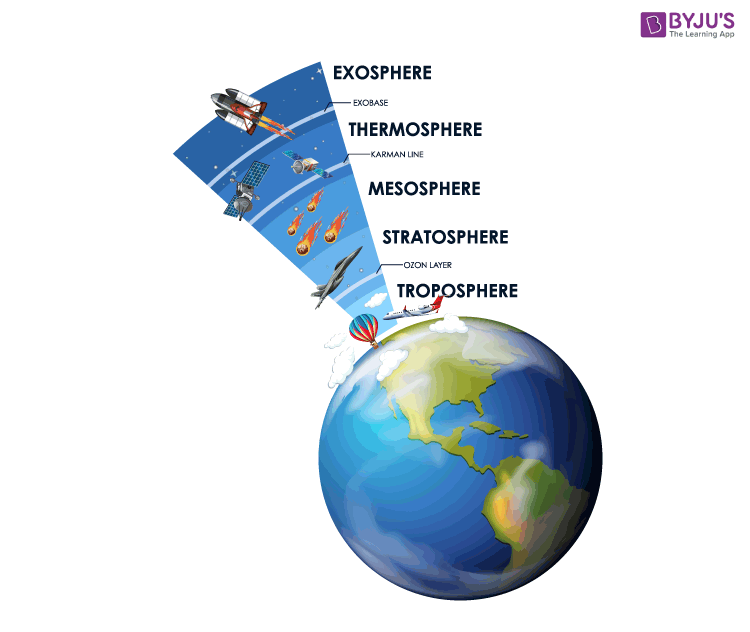 BYJU'S
The Learning App
EXOSPHERE
EXOBASE
THERMOSPHERE
KARMAN LINE
MESOSPHERE
STRATOSPHERE
OZON LAYER
TROPOSPHERE